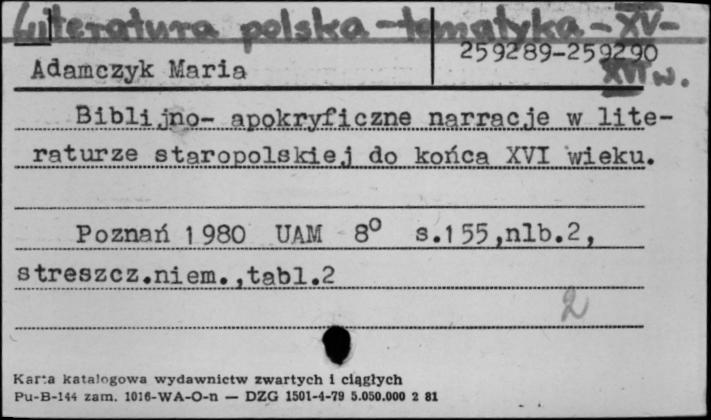 Literatura polska - tematyka - XV-
XVI w.
259289-259290
Adamczyk Maria
Biblijno- apokryficzne narracje w lite-
raturze staropolskiej do końca XVI wieku.
Poznań 1980 UAM 8° s.155,nlb.2,
streszcz.niem.,tabl.2
2
Karta katalogowa wydawnictw zwartych i ciągłych
Pu-B-144 zam. 1016-WA-O-n — DZG 1501-4-79 5.050.000 2 81